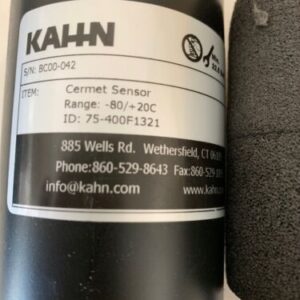 KAHN
S/N: BC00-042
ITEM: Cermet Sensor
Range: -80/+20C
ID: 75-400F1321
885 Wells Rd. Wethersfield, CT
Phone:860-529-8643 Fax:860-529
info@kahn.com www.kahn.